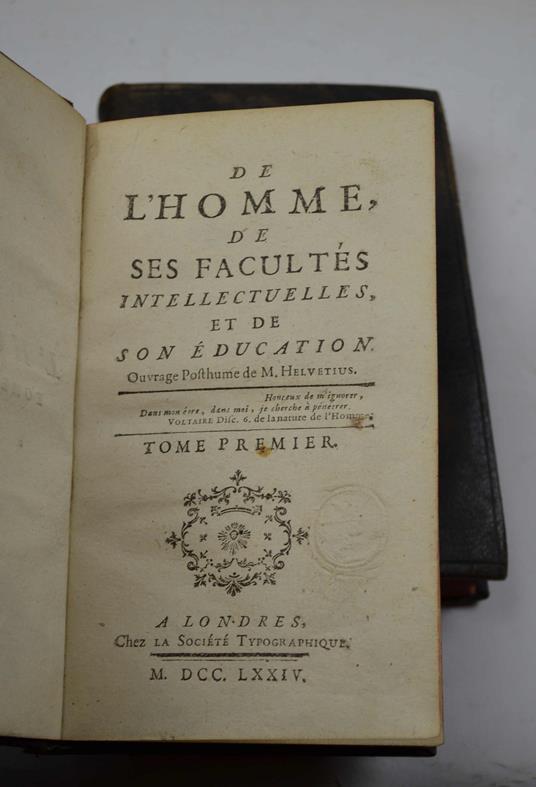 DE
L'HOMME,
DE
SES FACULTÉS
INTELLECTUELLES,
ET DE
SON ÉDUCATION.
Ouvrage Posthume de M. HELVETIUS.
Honteux de m'ignorer,
Dans mon être, dans moi, je cherche à pénétrer.
VOLTAIRE Disc. 6. de la nature de l'Homme.
TOME PREMIER.
A LONDRES,
Chez LA SOCIÉTÉ TYPOGRAPHIQUE.
M. DCC. LXXIV.